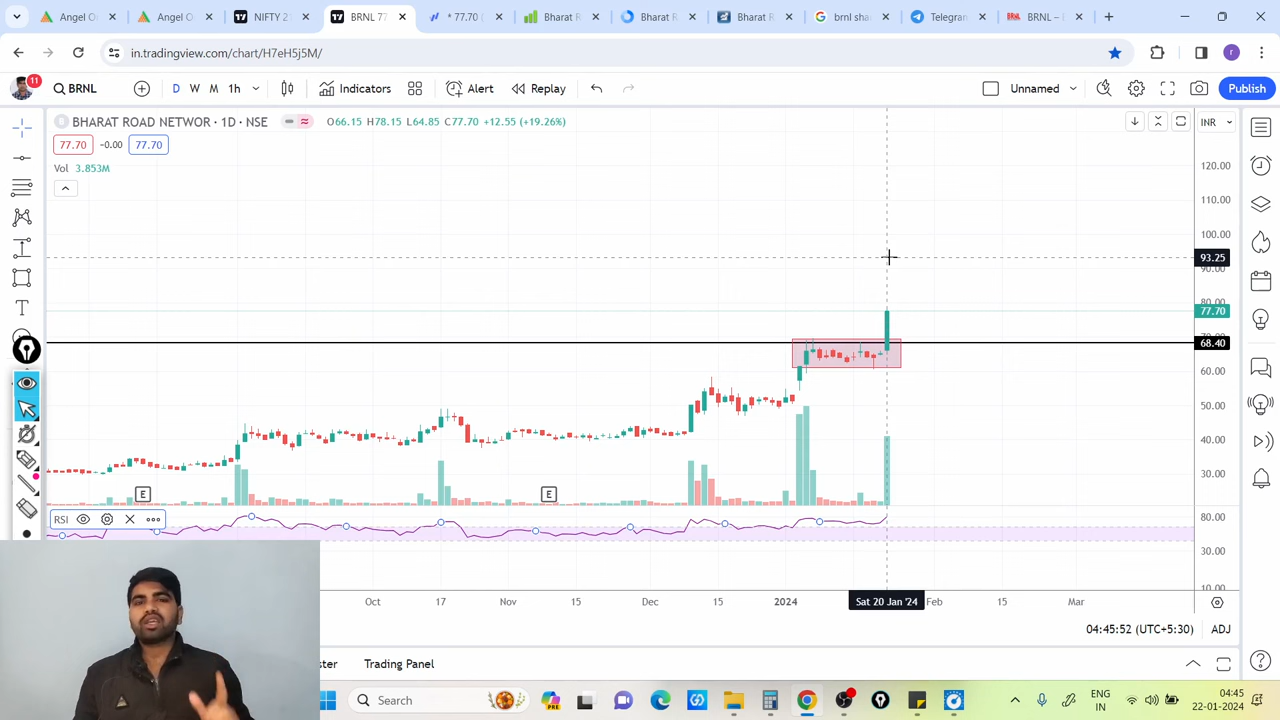 Angel O
Angel O
NIFTY 2
BRNL 77
* 77.70
Bharat R
Bharat R
Bharat R
brnl sha
Telegran
BRNL –
in.tradingview.com/chart/H7eH5j5M/
r
11
BRNL
D W M 1h
Indicators
Alert
Replay
Unnamed
Publish
BHARAT ROAD NETWOR · 1D · NSE
O66.15 H78.15 L64.85 C77.70 +12.55 (+19.26%)
INR
77.70
−0.00
77.70
Vol 3.853M
120.00
110.00
100.00
93.25
90.00
80.00
77.70
68.40
60.00
50.00
40.00
30.00
E
E
RSI
80.00
30.00
10.00
Oct
17
Nov
15
Dec
15
2024
Sat 20 Jan '24
Feb
15
Mar
04:45:52 (UTC+5:30)
ADJ
ster
Trading Panel
Search
ENG
IN
04:45
22-01-2024